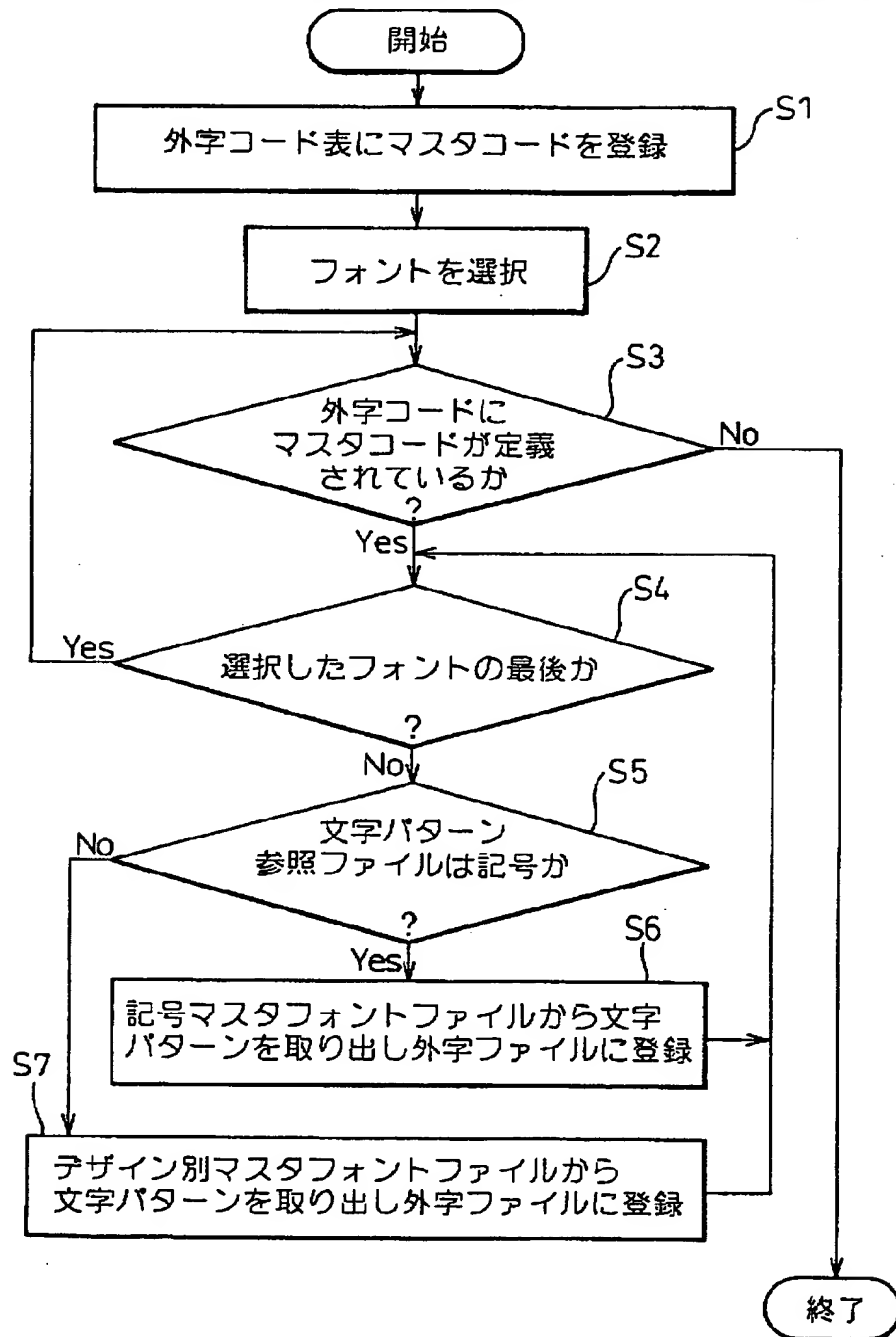 開始
S1
外字コード表にマスタコードを登録
S2
フォントを選択
S3
外字コードに
マスタコードが定義
されているか
?
No
Yes
S4
Yes
選択したフォントの最後か
?
No
S5
No
文字パターン
参照ファイルは記号か
?
Yes
S6
記号マスタフォントファイルから文字
パターンを取り出し外字ファイルに登録
S7
デザイン別マスタフォントファイルから
文字パターンを取り出し外字ファイルに登録
終了